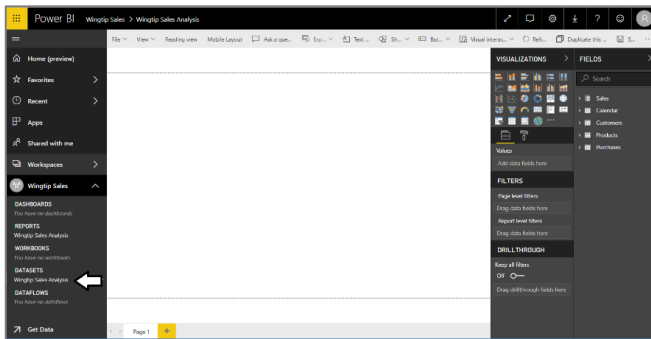 Power BI Wingtip Sales > Wingtip Sales Analysis
File View Reading view Mobile Layout Ask a que... Exp... Text ... Sh... But... Visual interac... Refr... Duplicate this ... S... ...
Home (preview)
Favorites
Recent
Apps
Shared with me
Workspaces
Wingtip Sales
DASHBOARDS
You have no dashboards
REPORTS
Wingtip Sales Analysis
WORKBOOKS
You have no workbooks
DATASETS
Wingtip Sales Analysis
DATAFLOWS
You have no dataflows
Get Data
Page 1
VISUALIZATIONS
Values
Add data fields here
FILTERS
Page level filters
Drag data fields here
Report level filters
Drag data fields here
DRILLTHROUGH
Keep all filters
Off
Drag drillthrough fields here
FIELDS
Search
Sales
Calendar
Customers
Products
Purchases